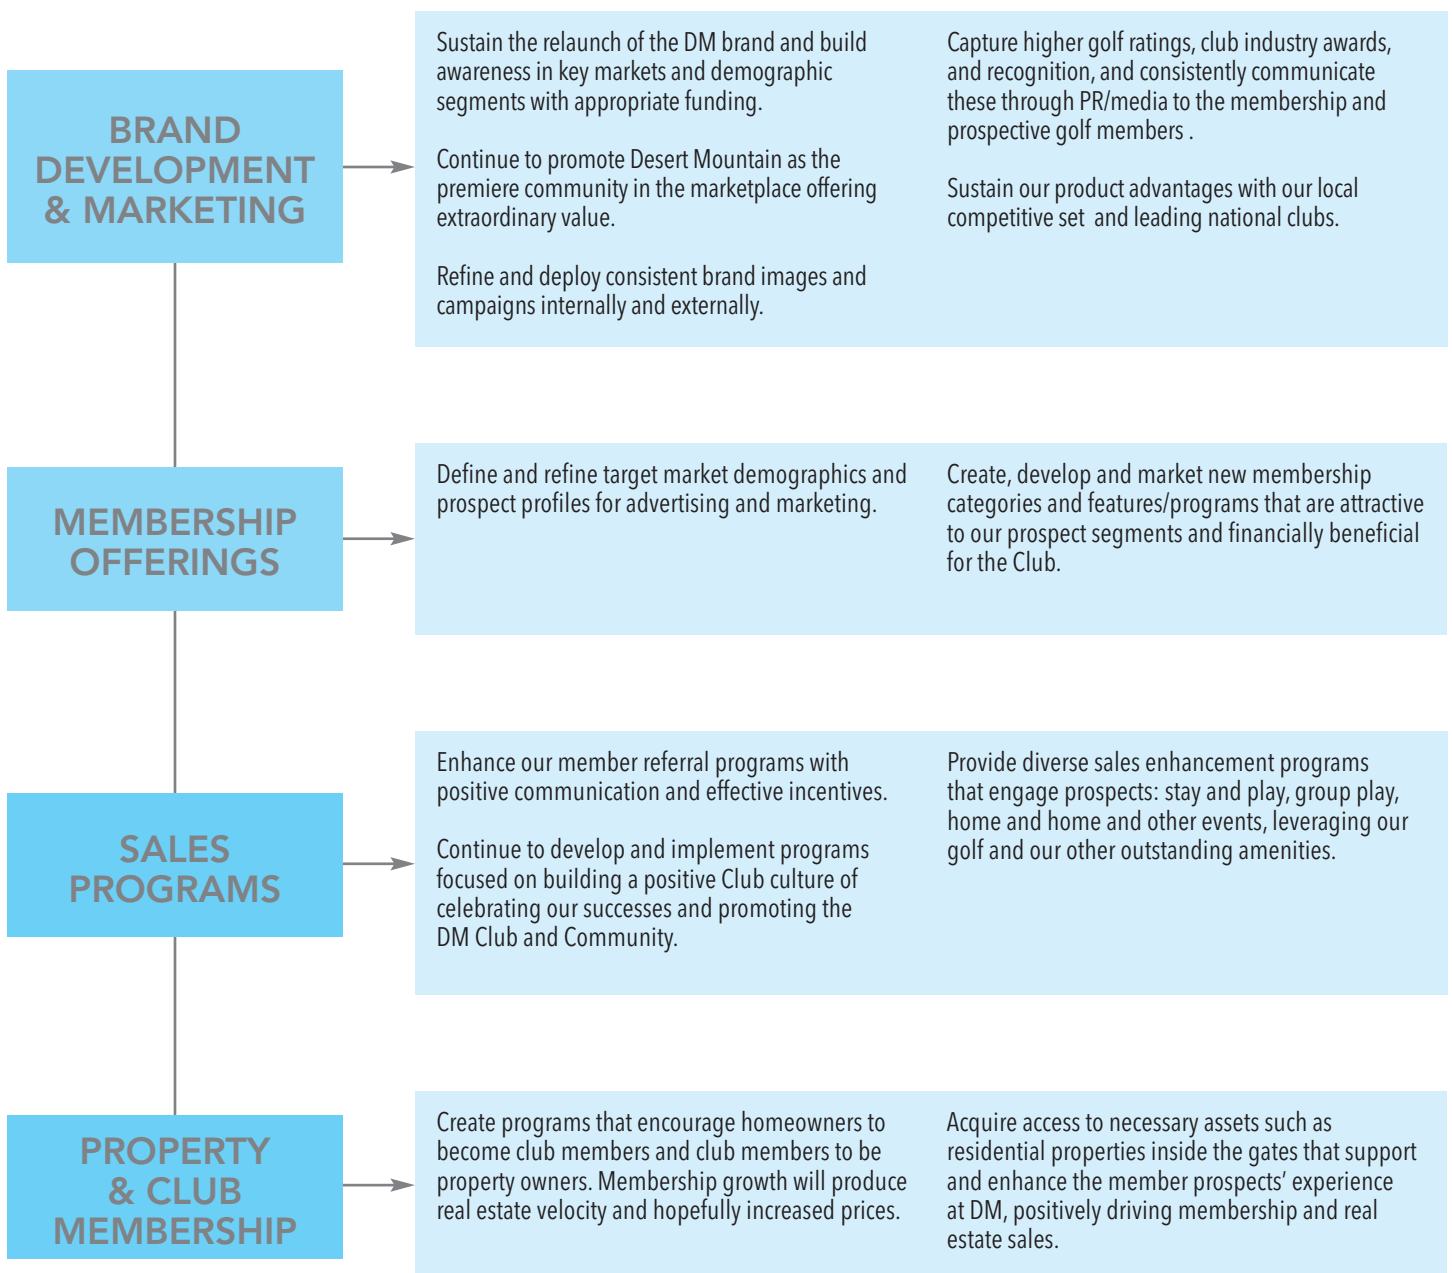 BRAND
DEVELOPMENT
& MARKETING
Sustain the relaunch of the DM brand and build
awareness in key markets and demographic
segments with appropriate funding.
Continue to promote Desert Mountain as the
premiere community in the marketplace offering
extraordinary value.
Refine and deploy consistent brand images and
campaigns internally and externally.
Capture higher golf ratings, club industry awards,
and recognition, and consistently communicate
these through PR/media to the membership and
prospective golf members .
Sustain our product advantages with our local
competitive set  and leading national clubs.
MEMBERSHIP
OFFERINGS
Define and refine target market demographics and
prospect profiles for advertising and marketing.
Create, develop and market new membership
categories and features/programs that are attractive
to our prospect segments and financially beneficial
for the Club.
SALES
PROGRAMS
Enhance our member referral programs with
positive communication and effective incentives.
Continue to develop and implement programs
focused on building a positive Club culture of
celebrating our successes and promoting the
DM Club and Community.
Provide diverse sales enhancement programs
that engage prospects: stay and play, group play,
home and home and other events, leveraging our
golf and our other outstanding amenities.
PROPERTY
& CLUB
MEMBERSHIP
Create programs that encourage homeowners to
become club members and club members to be
property owners. Membership growth will produce
real estate velocity and hopefully increased prices.
Acquire access to necessary assets such as
residential properties inside the gates that support
and enhance the member prospects’ experience
at DM, positively driving membership and real
estate sales.